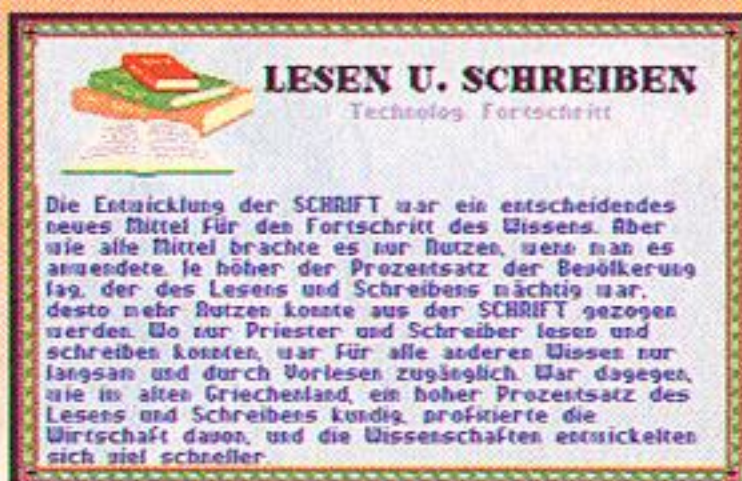 LESEN U. SCHREIBEN
Technolog. Fortschritt
Die Entwicklung der SCHRIFT war ein entscheidendes
neues Mittel für den Fortschritt des Wissens. Aber
wie alle Mittel brachte es nur Nutzen, wenn man es
anwendete. Je höher der Prozentsatz der Bevölkerung
lag, der des Lesens und Schreibens mächtig war,
desto mehr Nutzen konnte aus der SCHRIFT gezogen
werden. Wo nur Priester und Schreiber lesen und
schreiben konnten, war für alle anderen Wissen nur
langsam und durch Vorlesen zugänglich. War dagegen,
wie im alten Griechenland, ein hoher Prozentsatz des
Lesens und Schreibens kundig, profitierte die
Wirtschaft davon, und die Wissenschaften entwickelten
sich viel schneller.